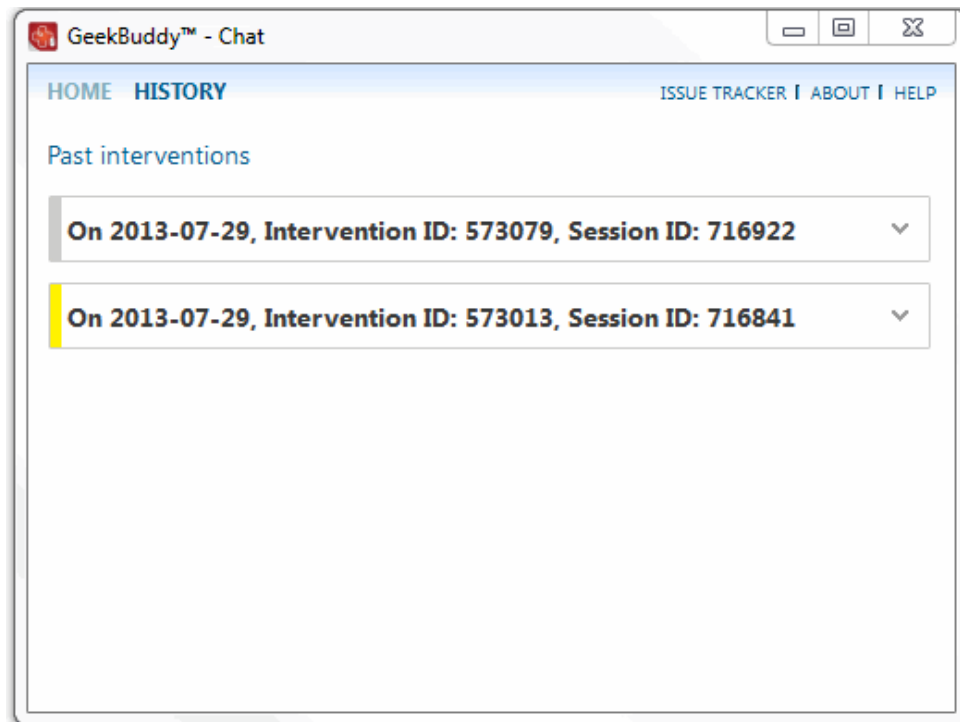 GeekBuddy™ - Chat
HOME HISTORY ISSUE TRACKER | ABOUT | HELP
Past interventions
On 2013-07-29, Intervention ID: 573079, Session ID: 716922
On 2013-07-29, Intervention ID: 573013, Session ID: 716841